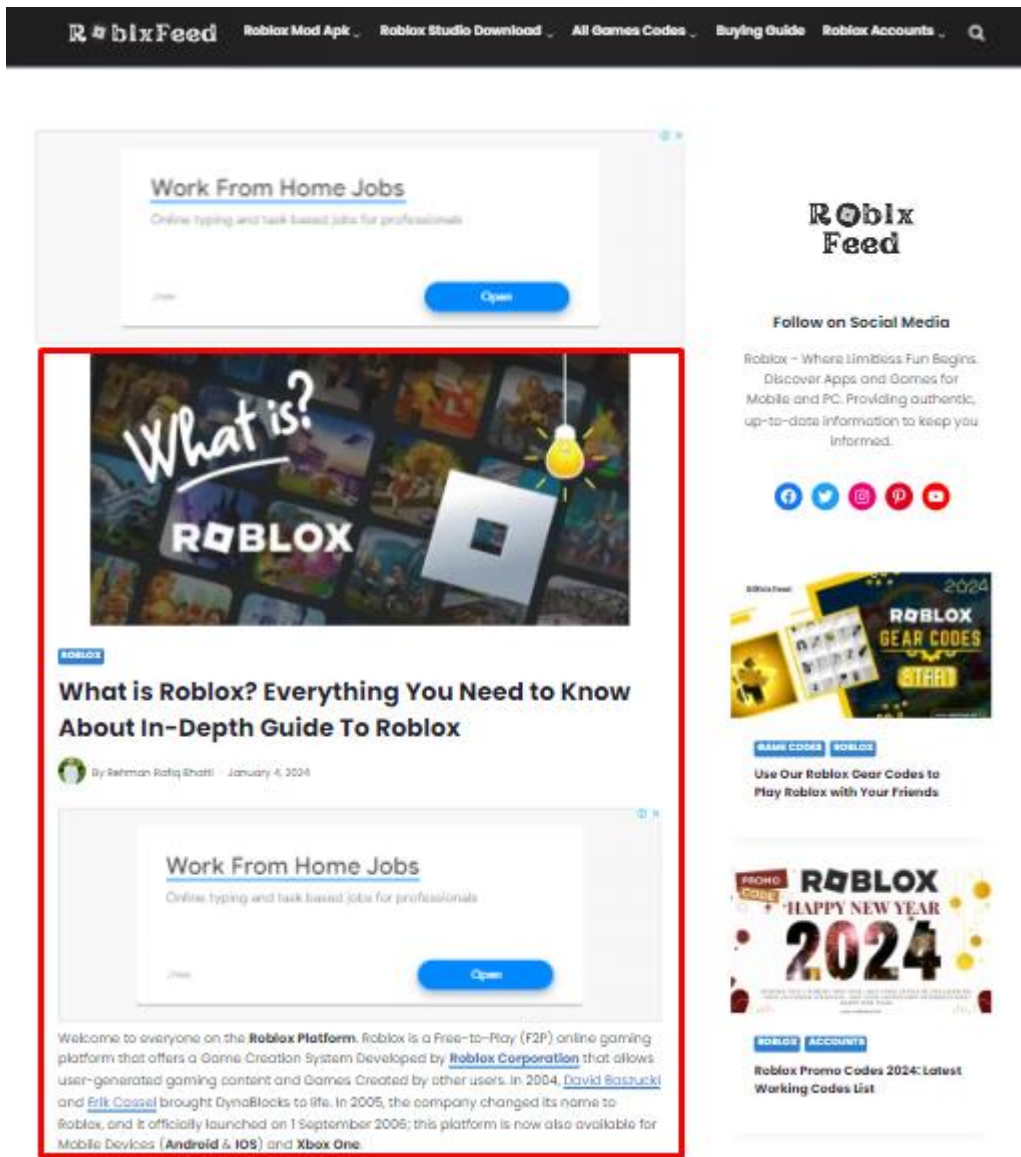 RoblxFeed Roblox Mod Apk Roblox Studio Download All Games Codes Buying Guide Roblox Accounts
Work From Home Jobs
Online typing and task based jobs for professionals
Open
What is?
ROBLOX
ROBLOX
What is Roblox? Everything You Need to Know
About In-Depth Guide To Roblox
By Rehman Rafiq Bhatti - January 4, 2024
Work From Home Jobs
Online typing and task based jobs for professionals
Open
Welcome to everyone on the Roblox Platform. Roblox is a Free-to-Play (F2P) online gaming
platform that offers a Game Creation System Developed by Roblox Corporation that allows
user-generated gaming content and Games Created by other users. In 2004, David Baszucki
and Erik Cassel brought DynaBlocks to life. In 2005, the company changed its name to
Roblox, and it officially launched on 1 September 2006; this platform is now also available for
Mobile Devices (Android & IOS) and Xbox One.
Roblx
Feed
Follow on Social Media
Roblox - Where Limitless Fun Begins.
Discover Apps and Games for
Mobile and PC. Providing authentic,
up-to-date information to keep you
informed.
2024
ROBLOX
GEAR CODES
START
GAME CODES ROBLOX
Use Our Roblox Gear Codes to
Play Roblox with Your Friends
PROMO
CODE
ROBLOX
HAPPY NEW YEAR
2024
ROBLOX ACCOUNTS
Roblox Promo Codes 2024: Latest
Working Codes List